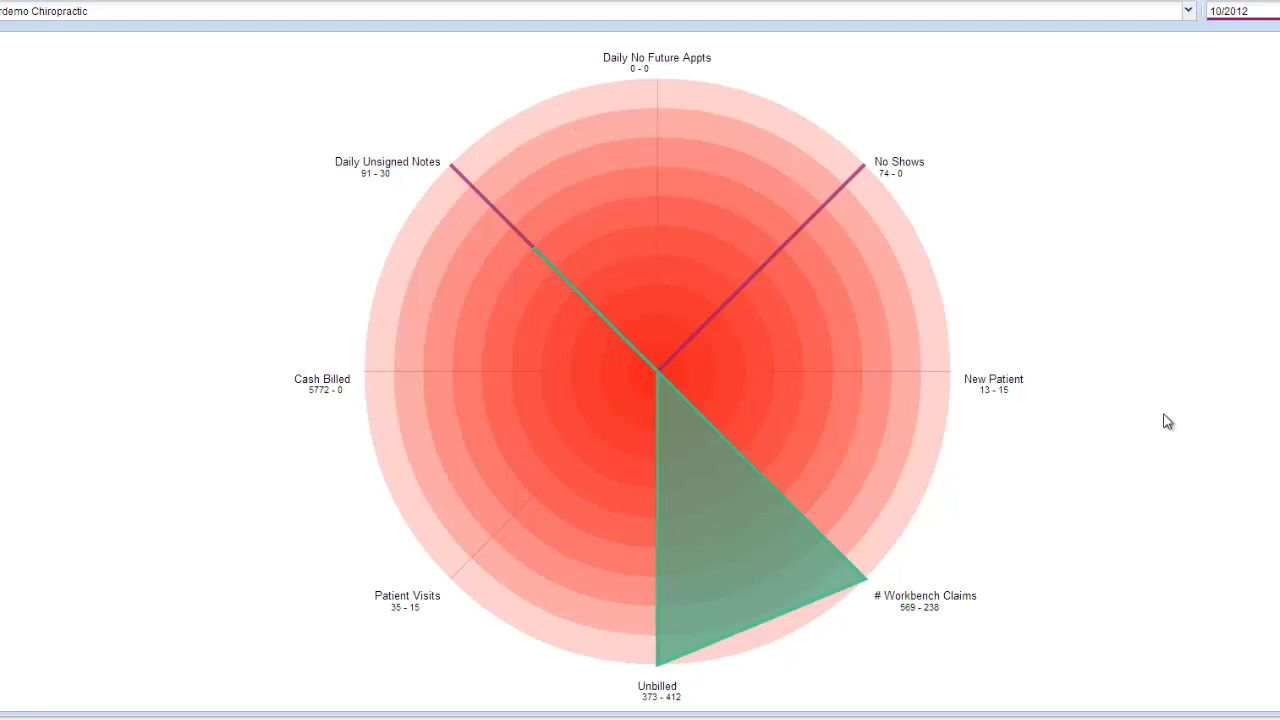 rdemo Chiropractic
10/2012
Daily No Future Appts
0 - 0
Daily Unsigned Notes
91 - 30
No Shows
74 - 0
Cash Billed
5772 - 0
New Patient
13 - 15
Patient Visits
35 - 15
# Workbench Claims
569 - 238
Unbilled
373 - 412